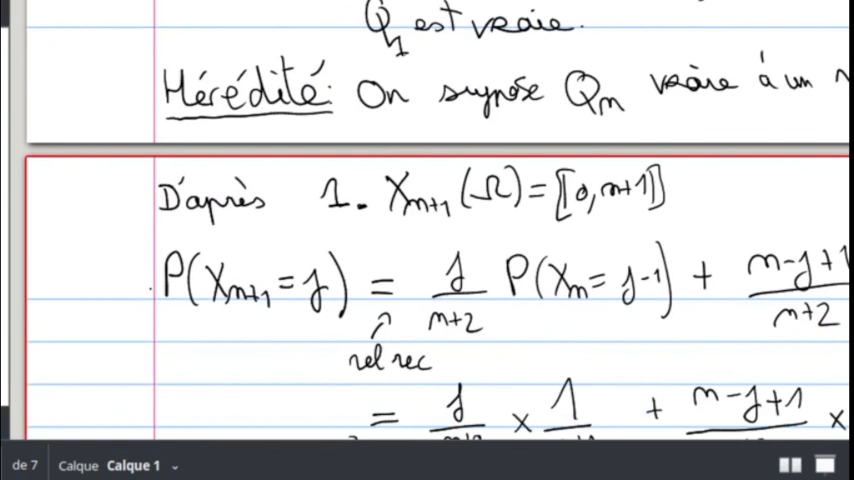 Q₁ est vraie.
Hérédité: On suppose Qn vraie à un
D'après 1. Xn+1 (Ω) = ⟦0, n+1⟧
P(Xn+1 = j) = j/(n+2) P(Xn = j-1) + (n-j+1)/(n+2)
rel rec
= j × 1 + n-j+1 ×
de 7 Calque Calque 1